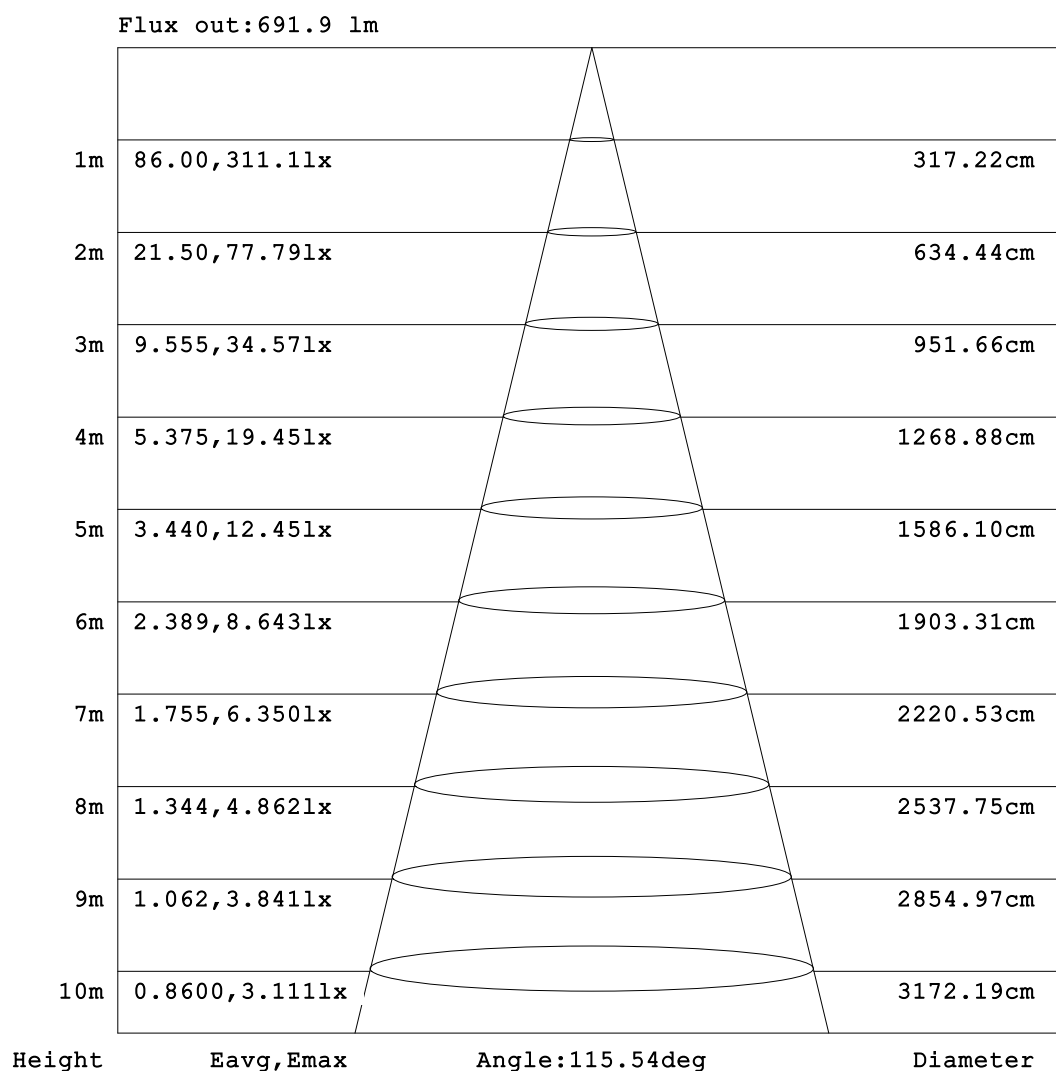 Flux out:691.9 lm
1m 86.00,311.1lx 317.22cm
2m 21.50,77.79lx 634.44cm
3m 9.555,34.57lx 951.66cm
4m 5.375,19.45lx 1268.88cm
5m 3.440,12.45lx 1586.10cm
6m 2.389,8.643lx 1903.31cm
7m 1.755,6.350lx 2220.53cm
8m 1.344,4.862lx 2537.75cm
9m 1.062,3.841lx 2854.97cm
10m 0.8600,3.111lx 3172.19cm
Height Eavg,Emax Angle:115.54deg Diameter